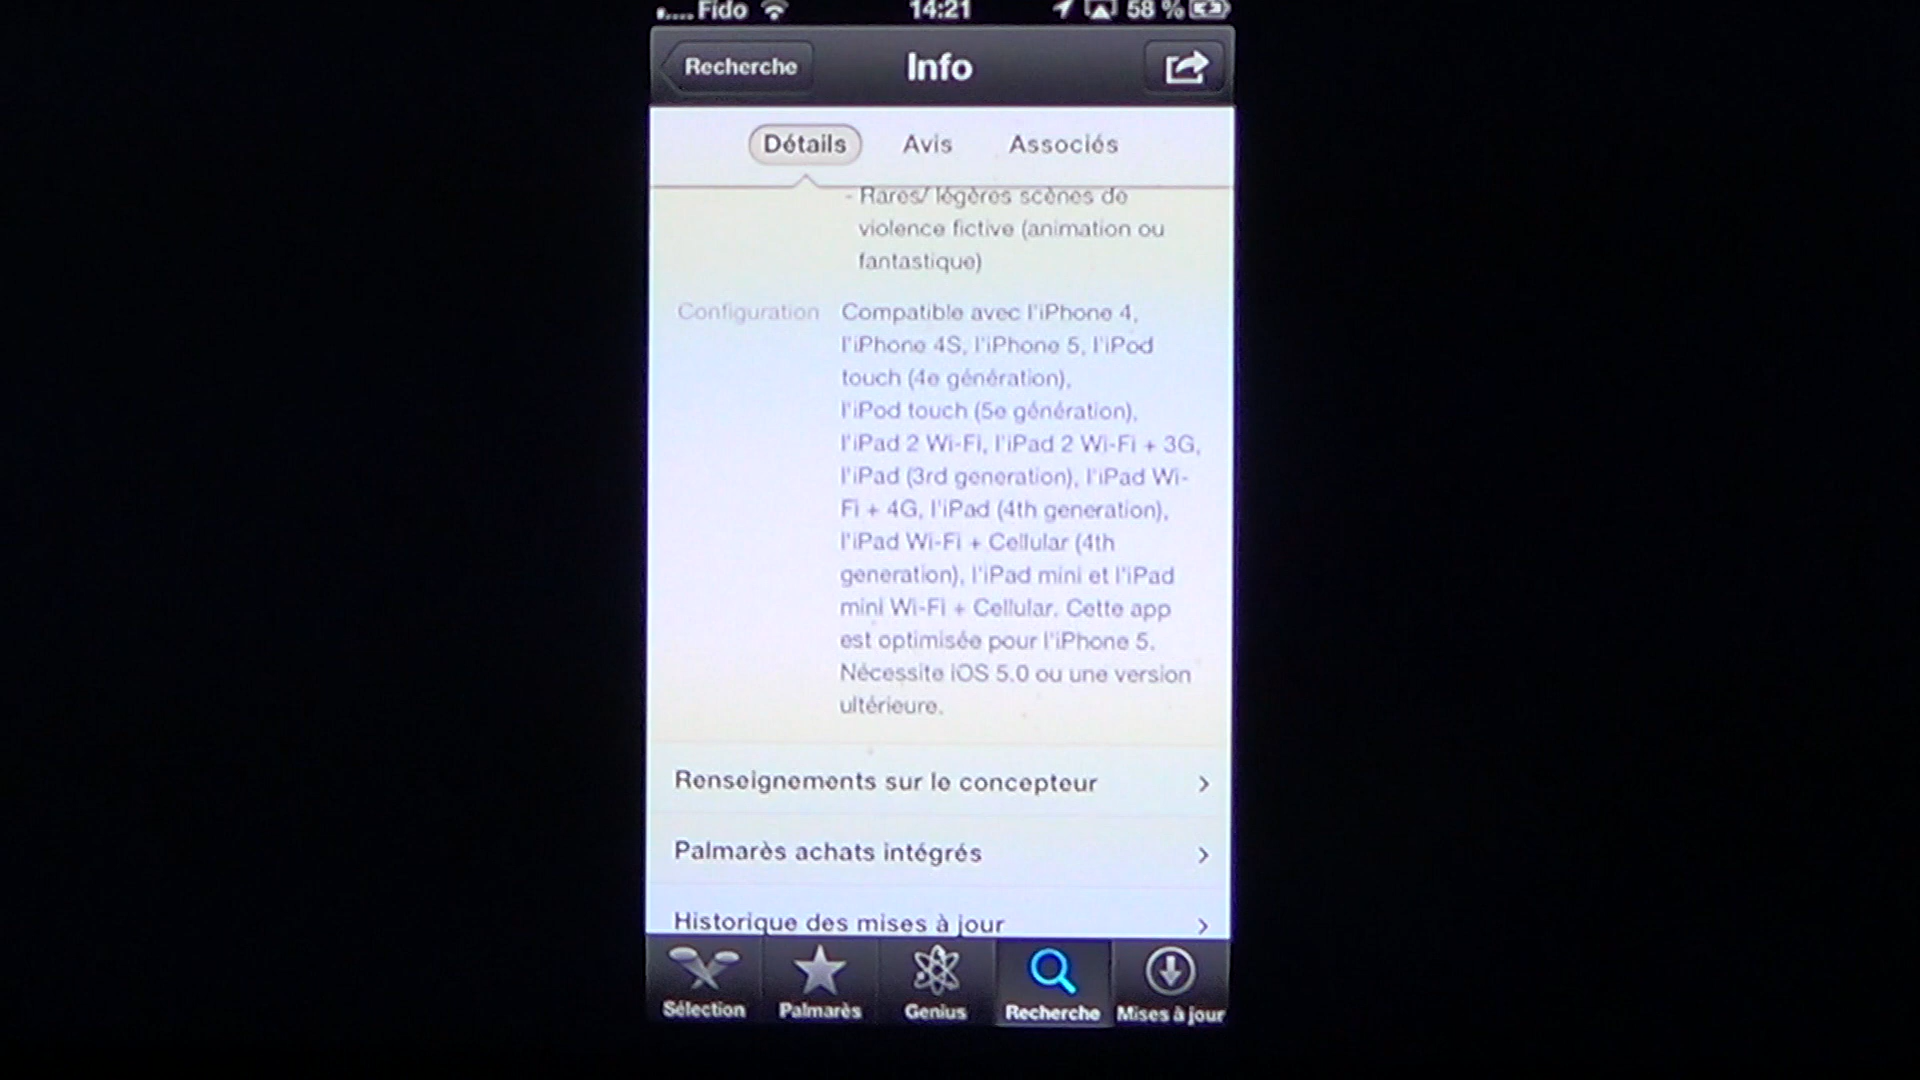 Fido 14:21 58 %
Recherche Info
Détails Avis Associés
- Rares/ légères scènes de
violence fictive (animation ou
fantastique)
Configuration Compatible avec l'iPhone 4,
l'iPhone 4S, l'iPhone 5, l'iPod
touch (4e génération),
l'iPod touch (5e génération),
l'iPad 2 Wi-Fi, l'iPad 2 Wi-Fi + 3G,
l'iPad (3rd generation), l'iPad Wi-
Fi + 4G, l'iPad (4th generation),
l'iPad Wi-Fi + Cellular (4th
generation), l'iPad mini et l'iPad
mini Wi-Fi + Cellular. Cette app
est optimisée pour l'iPhone 5.
Nécessite iOS 5.0 ou une version
ultérieure.
Renseignements sur le concepteur
Palmarès achats intégrés
Historique des mises à jour
Sélection Palmarès Genius Recherche Mises à jour